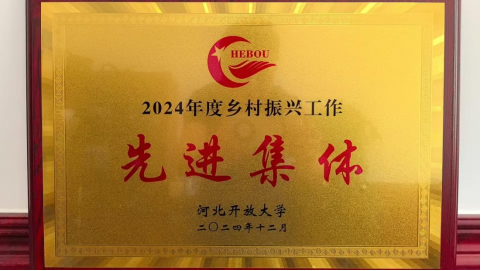 HEBOU
2024年度乡村振兴工作
先进集体
河北开放大学
二〇二四年十二月